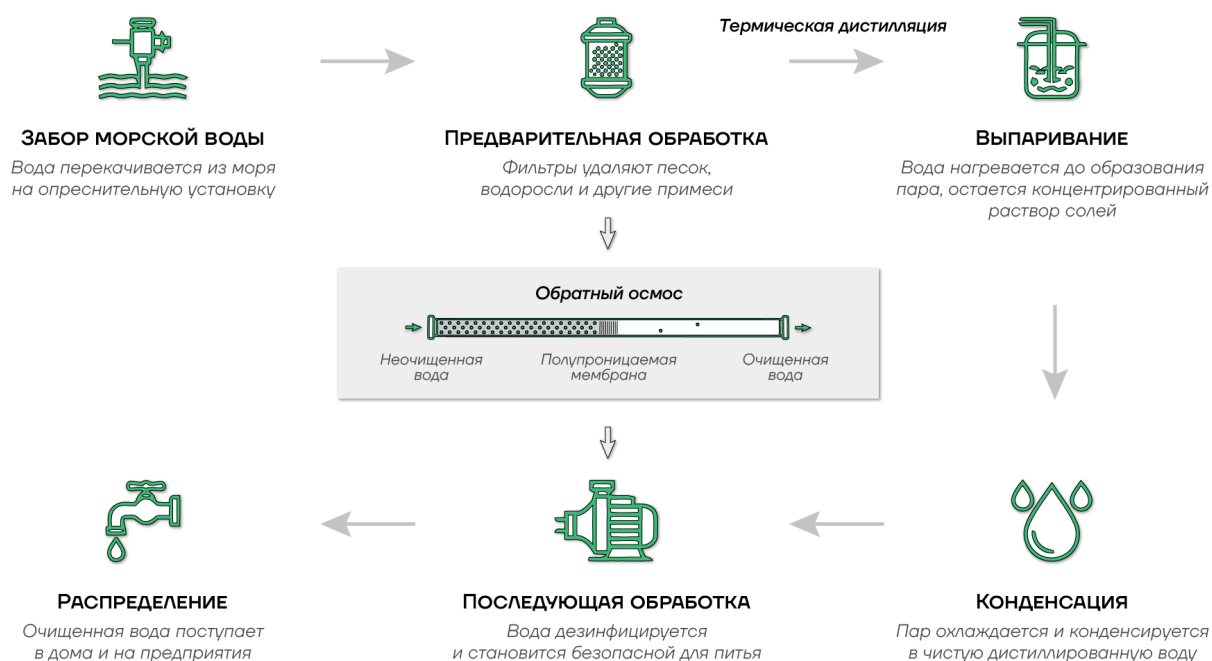 Термическая дистилляция
ЗАБОР МОРСКОЙ ВОДЫ
Вода перекачивается из моря
на опреснительную установку
ПРЕДВАРИТЕЛЬНАЯ ОБРАБОТКА
Фильтры удаляют песок,
водоросли и другие примеси
ВЫПАРИВАНИЕ
Вода нагревается до образования
пара, остается концентрированный
раствор солей
Обратный осмос
Неочищенная
вода
Полупроницаемая
мембрана
Очищенная
вода
РАСПРЕДЕЛЕНИЕ
Очищенная вода поступает
в дома и на предприятия
ПОСЛЕДУЮЩАЯ ОБРАБОТКА
Вода дезинфицируется
и становится безопасной для питья
КОНДЕНСАЦИЯ
Пар охлаждается и конденсируется
в чистую дистиллированную воду